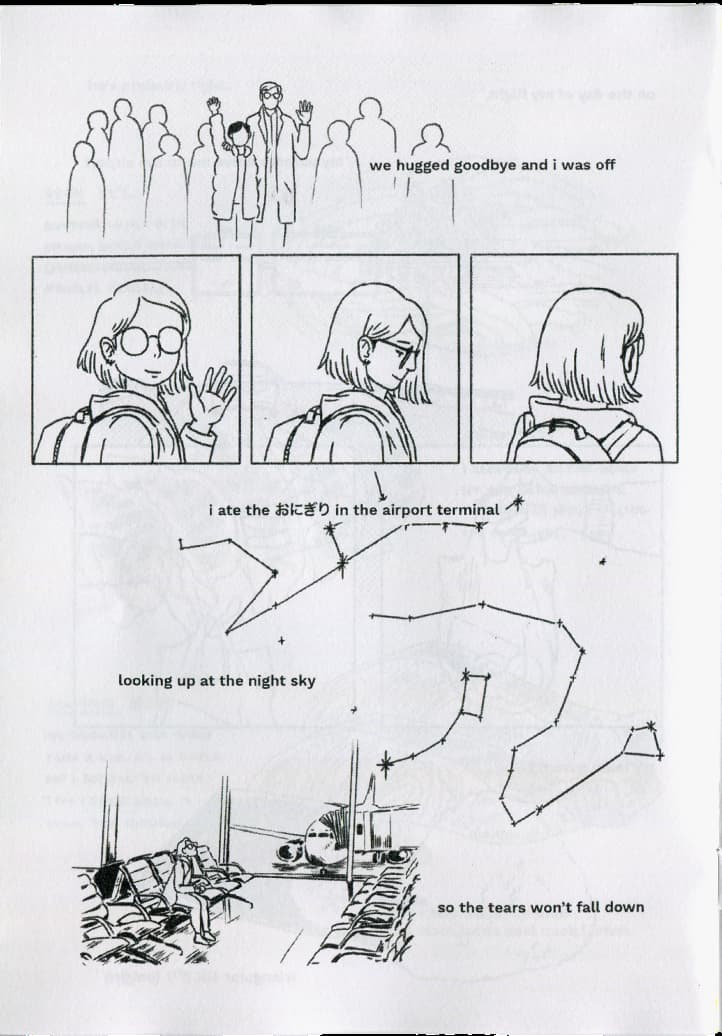 we hugged goodbye and i was off
i ate the おにぎり in the airport terminal
looking up at the night sky
so the tears won't fall down